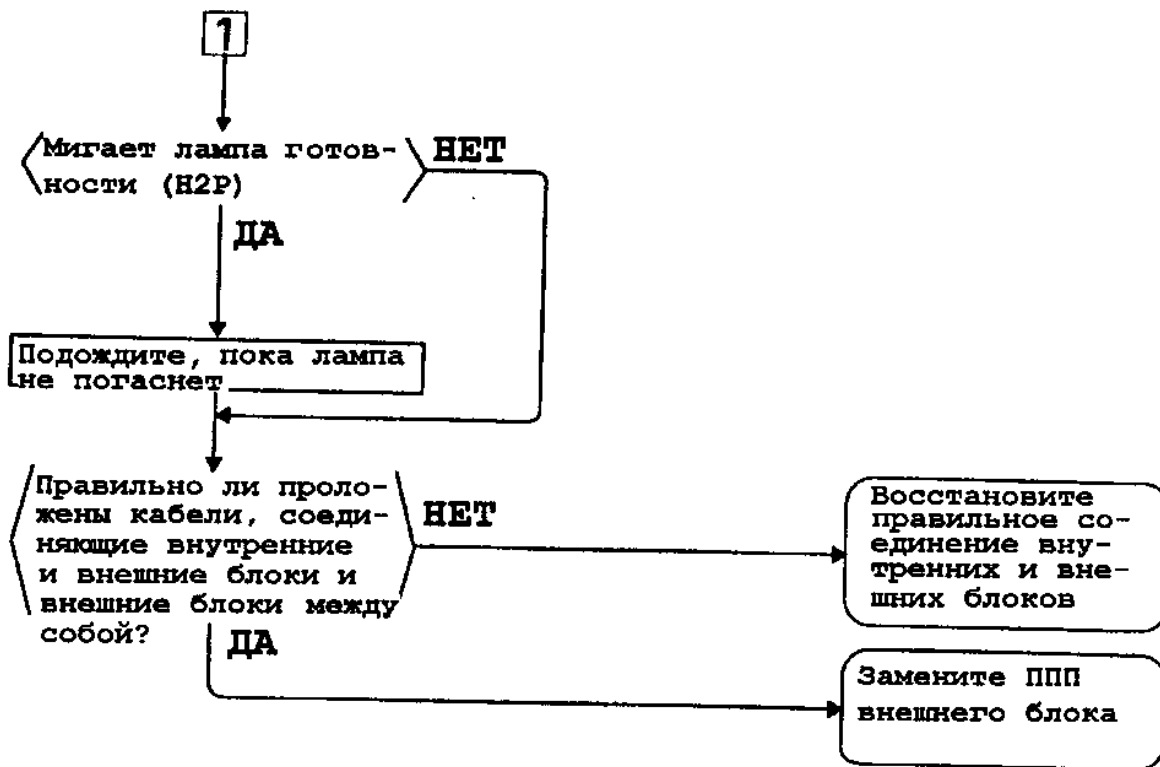 1
Мигает лампа готов-
ности (H2P)
НЕТ
ДА
Подождите, пока лампа
не погаснет
Правильно ли проло-
жены кабели, соеди-
няющие внутренние
и внешние блоки и
внешние блоки между
собой?
НЕТ
ДА
Восстановите
правильное со-
единение вну-
тренних и вне-
шних блоков
Замените ППП
внешнего блока